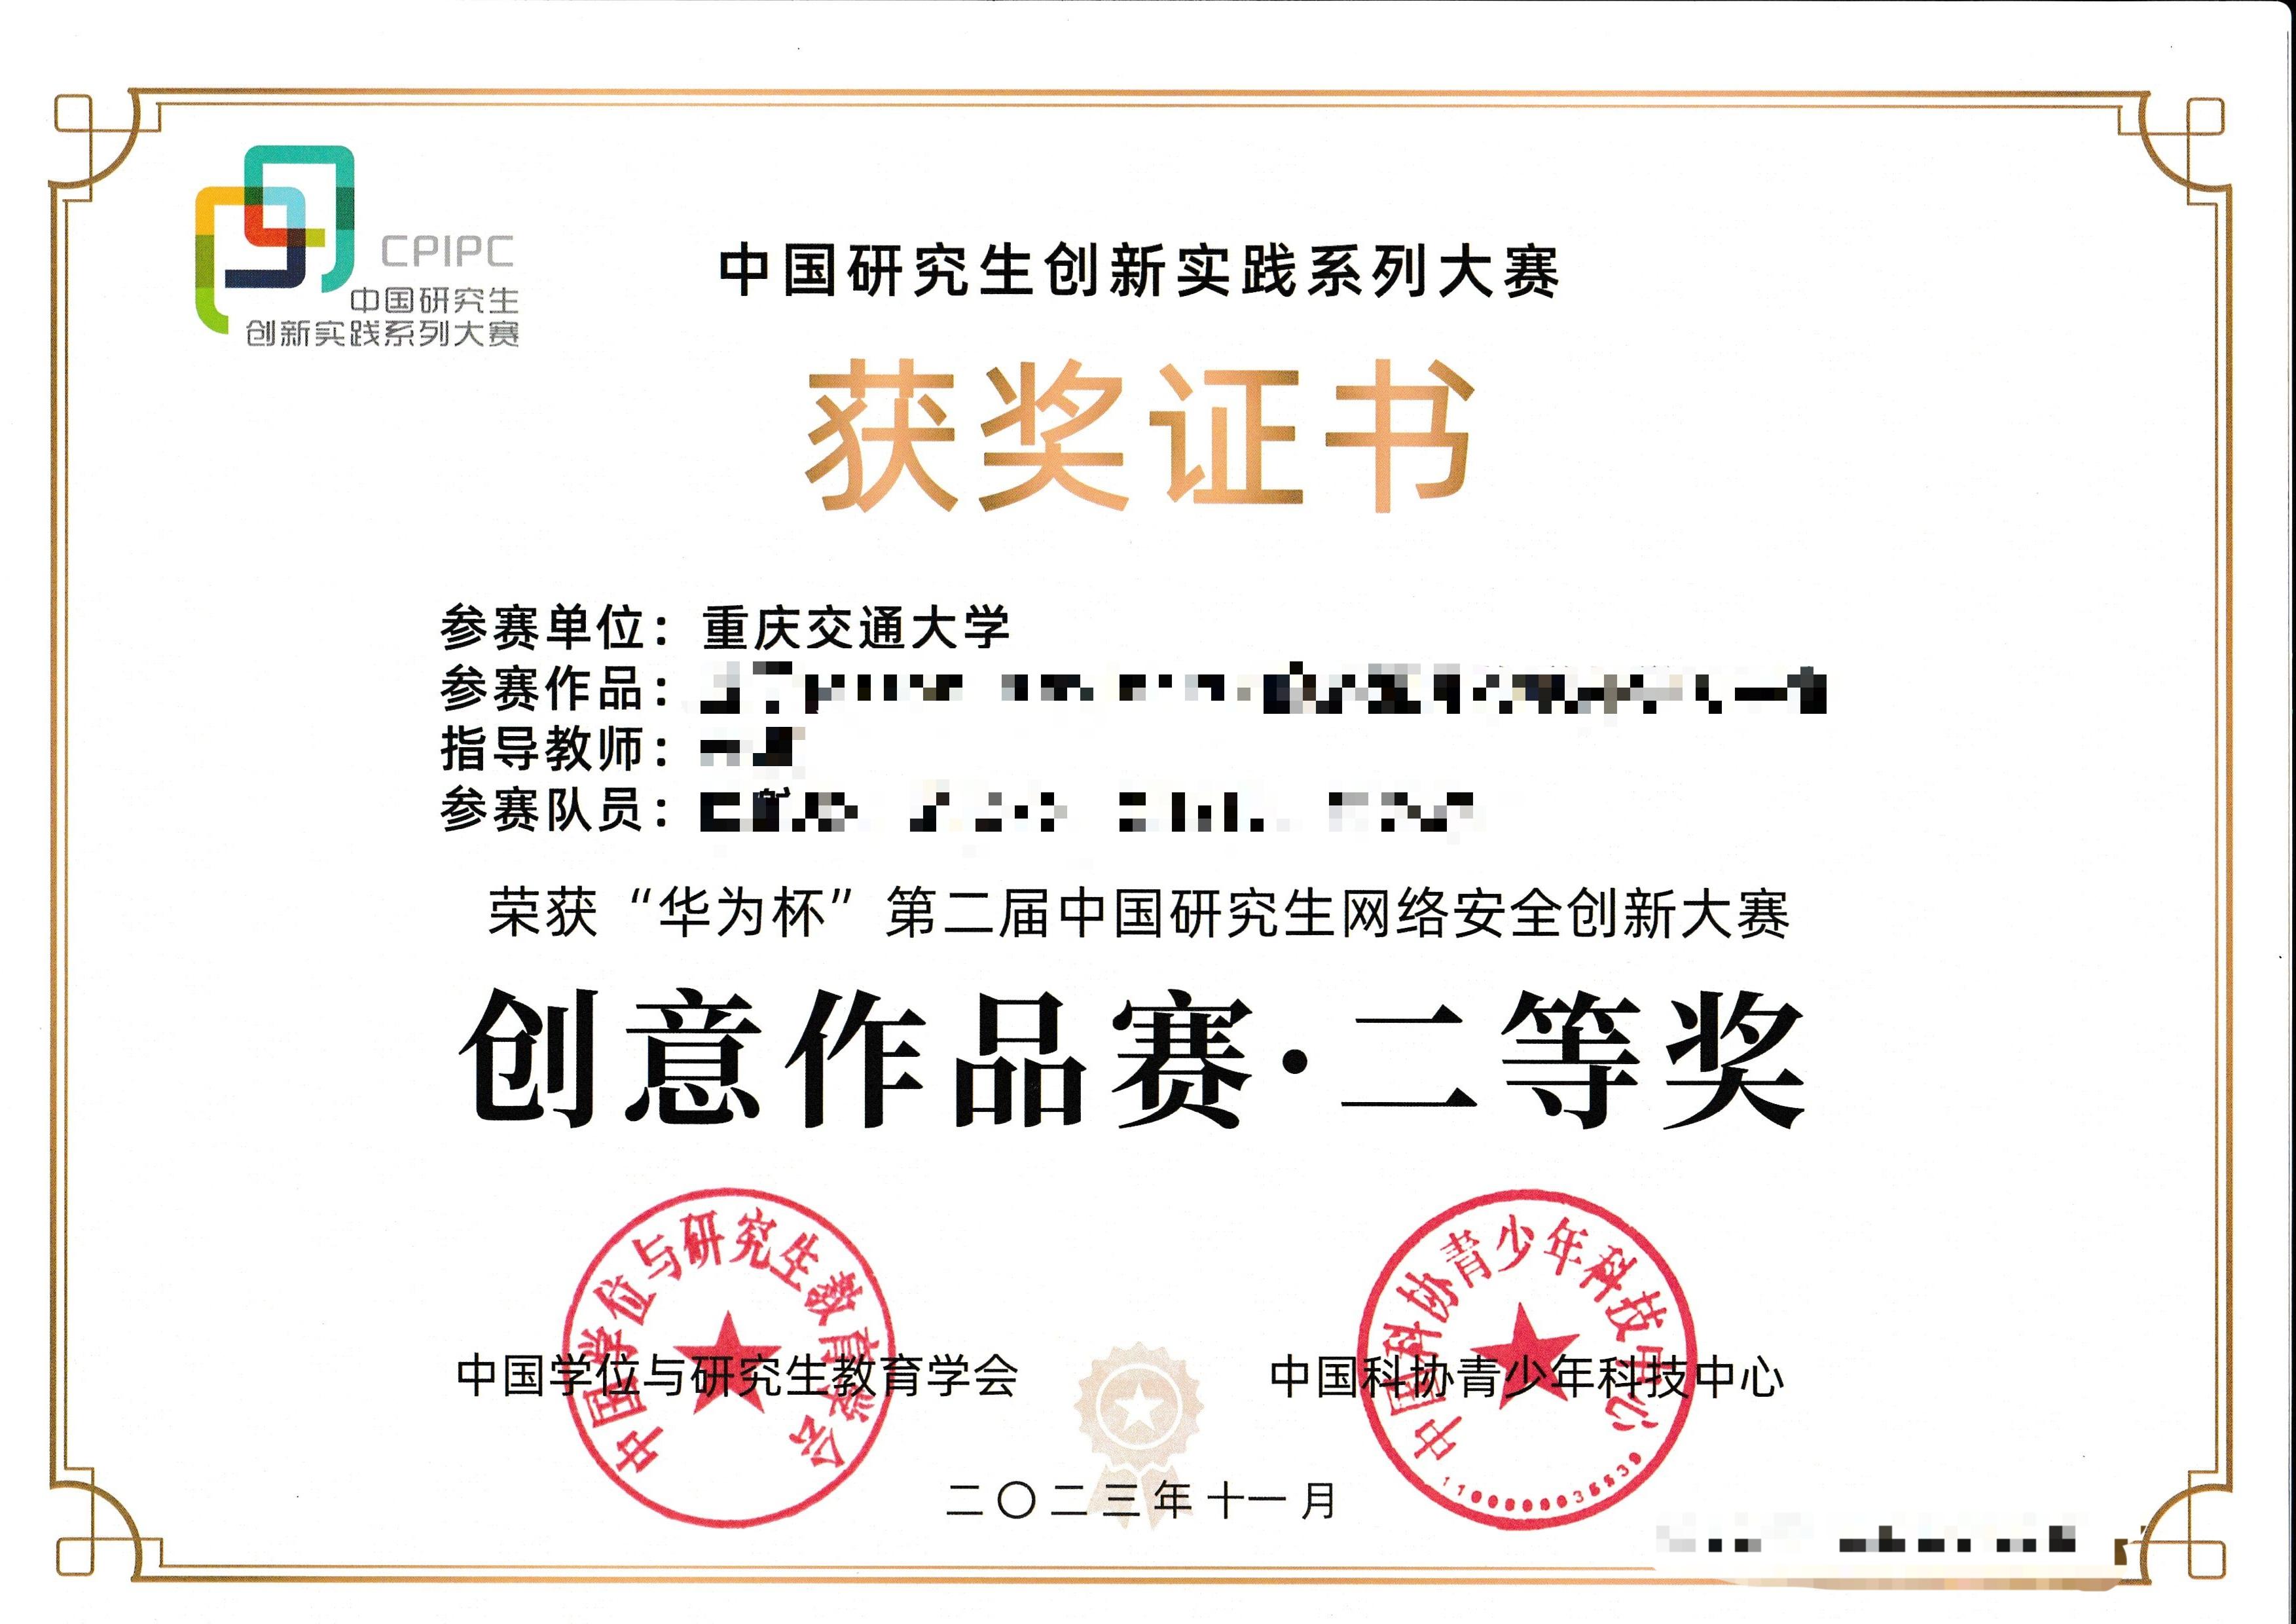 CPIPC
中国研究生
创新实践系列大赛
中国研究生创新实践系列大赛
获奖证书
参赛单位：重庆交通大学
参赛作品：
指导教师：
参赛队员：
荣获“华为杯”第二届中国研究生网络安全创新大赛
创意作品赛·二等奖
中国学位与研究生教育学会
中国科协青少年科技中心
中国学位与研究生教育学会
中国科协青少年科技中心
二〇二三年十一月